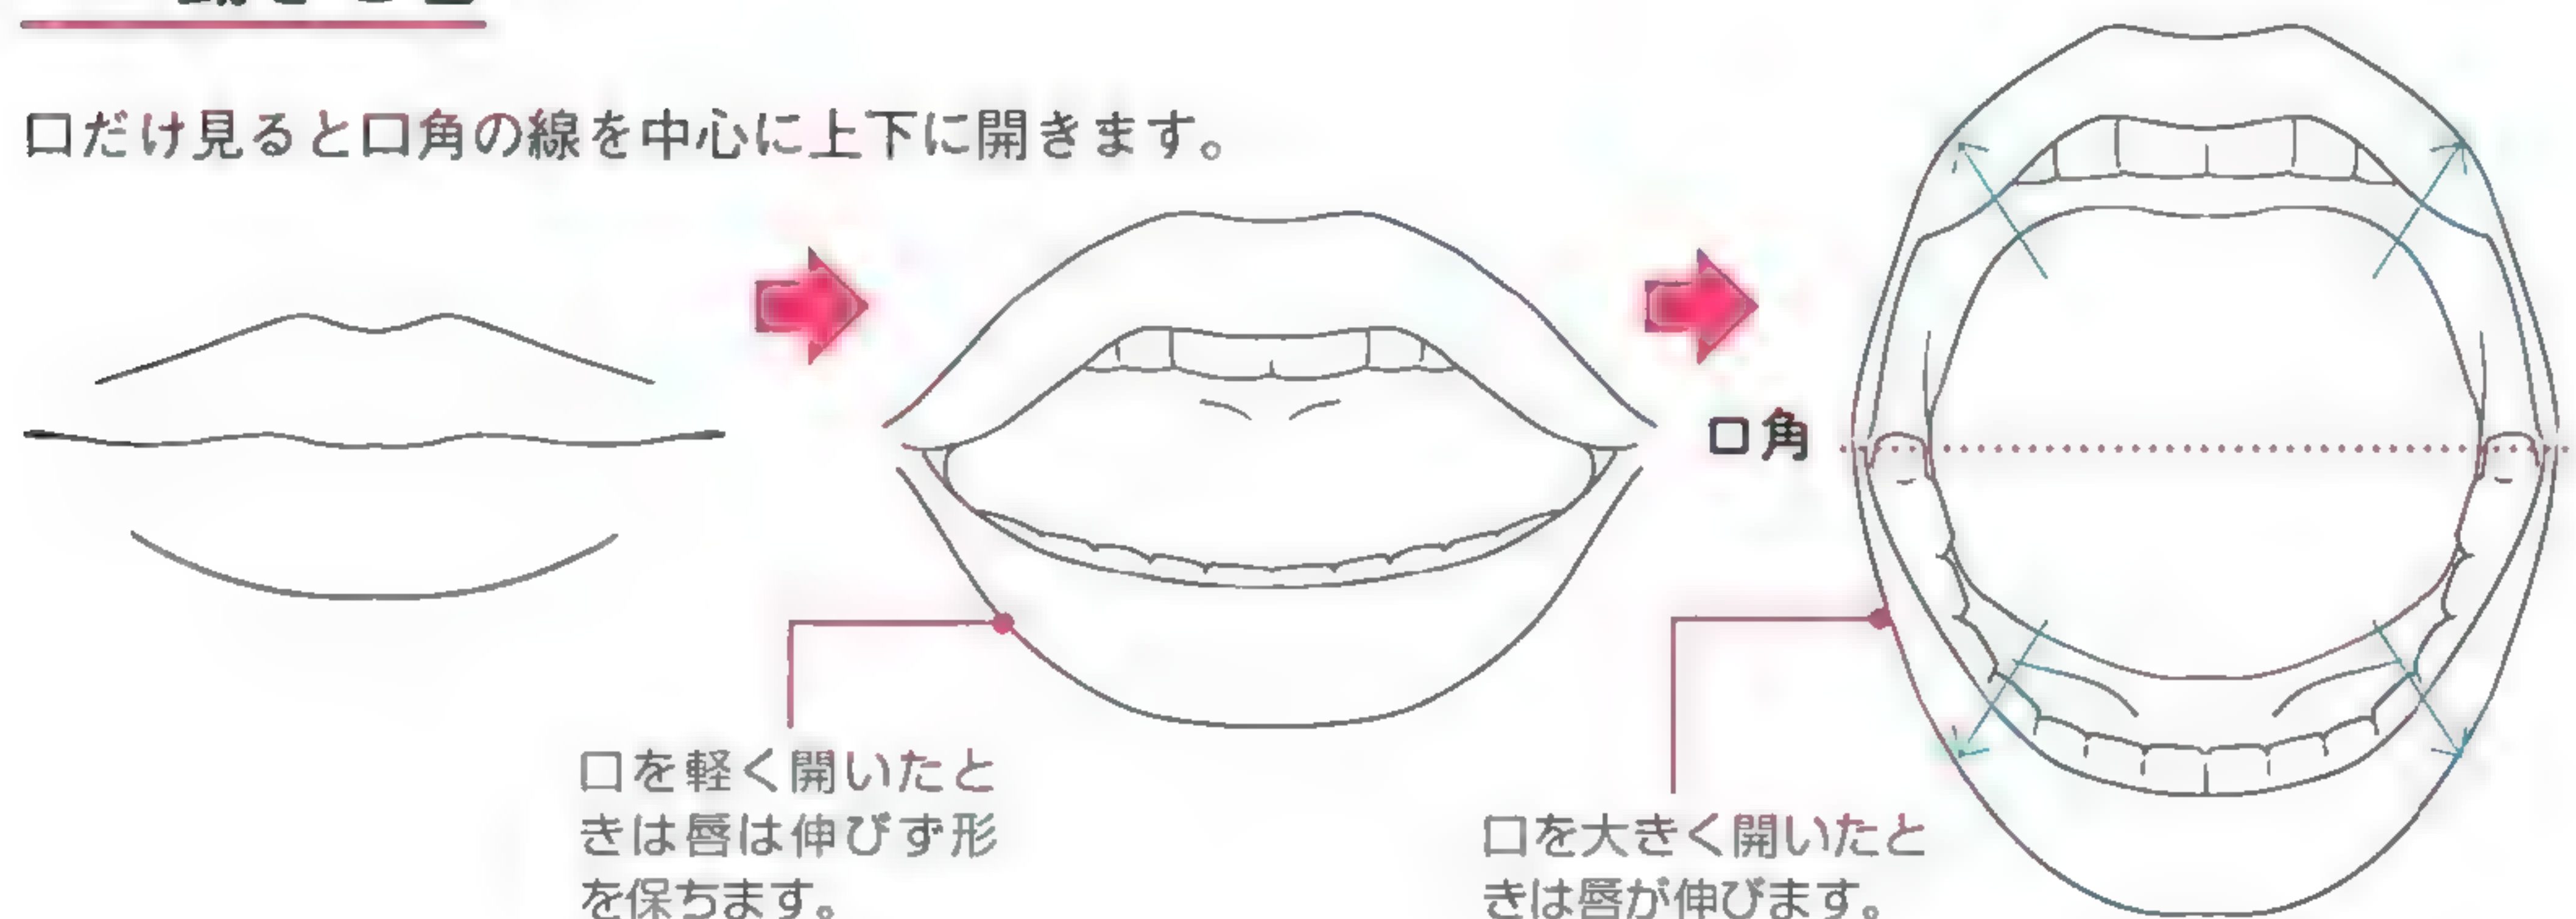 口だけ見ると口角の線を中心に上下に開きます。
口角
口を軽く開いたと
きは唇は伸びず形
を保ちます。
口を大きく開いたと
きは唇が伸びます。